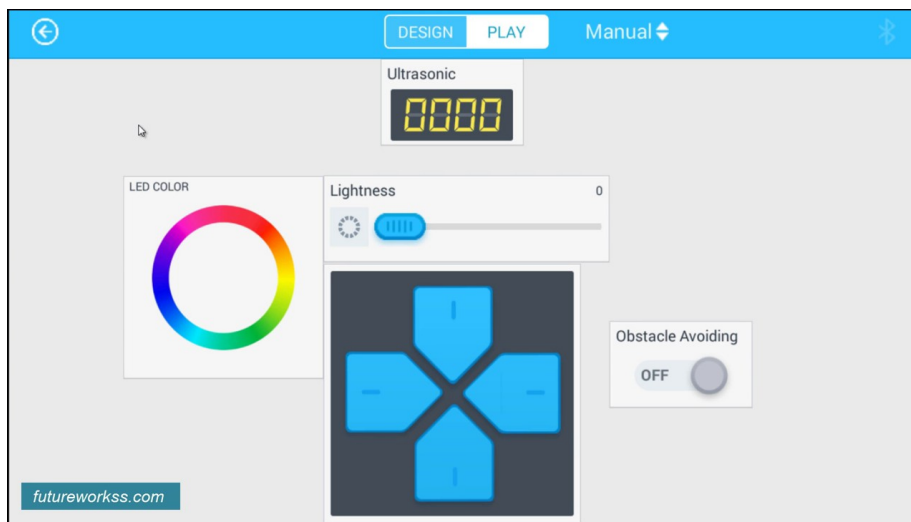 DESIGN PLAY Manual
Ultrasonic
0000
LED COLOR
Lightness 0
Obstacle Avoiding
OFF
futureworkss.com